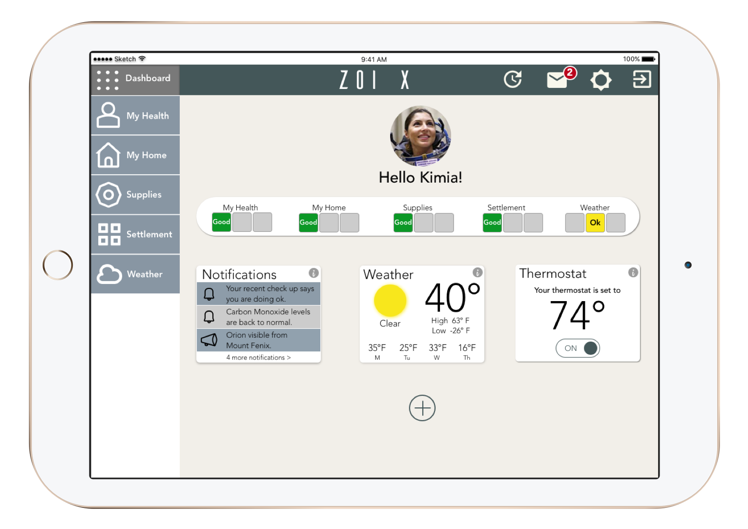 ●●●●● Sketch 9:41 AM 100%
Dashboard
ZOI X
2
My Health
My Home
Supplies
Settlement
Weather
Hello Kimia!
My Health My Home Supplies Settlement Weather
Good Good Good Good Ok
Notifications
Your recent check up says
you are doing ok.
Carbon Monoxide levels
are back to normal.
Orion visible from
Mount Fenix.
4 more notifications >
Weather
40°
Clear
High 63° F
Low -26° F
35°F 25°F 33°F 16°F
M Tu W Th
Thermostat
Your thermostat is set to
74°
ON